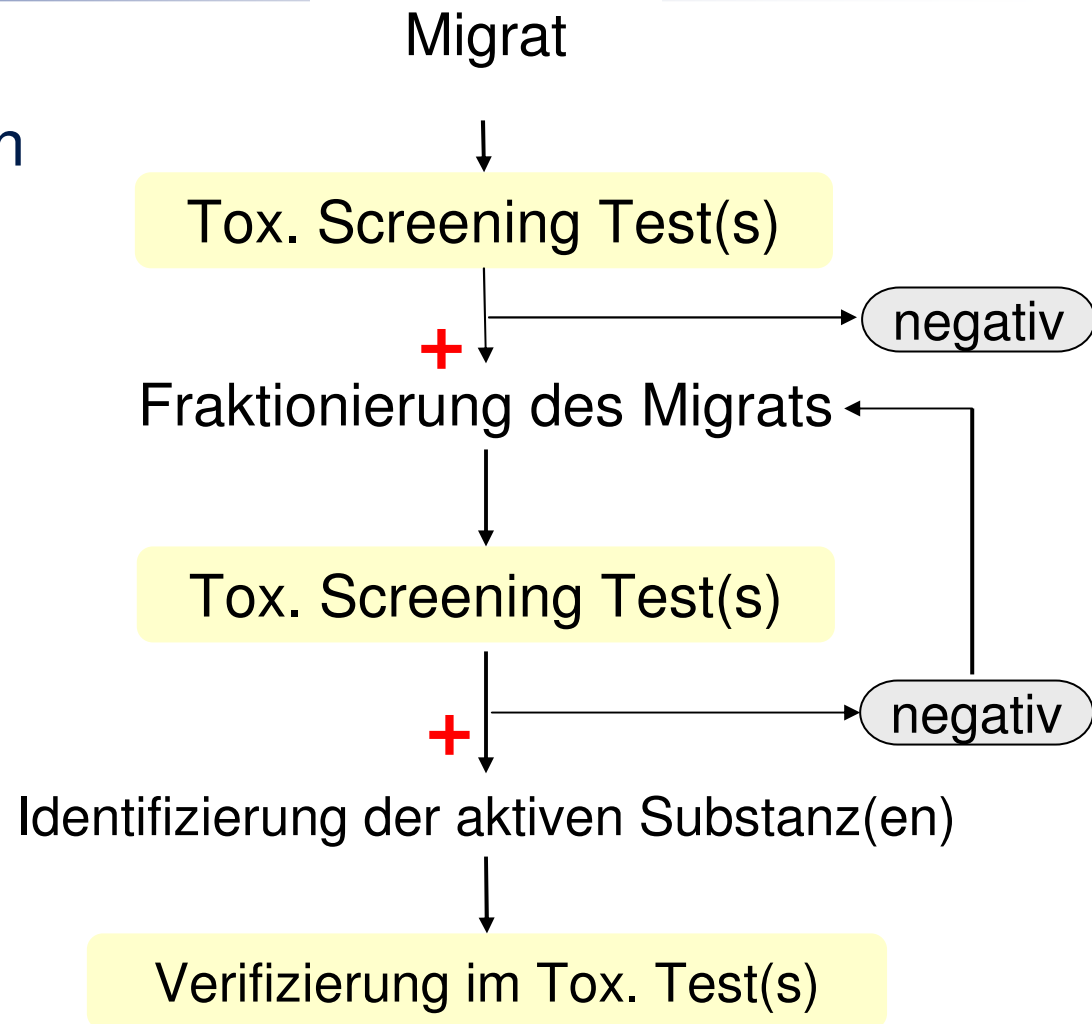 Migrat
n
Tox. Screening Test(s)
negativ
+
Fraktionierung des Migrats
Tox. Screening Test(s)
negativ
+
Identifizierung der aktiven Substanz(en)
Verifizierung im Tox. Test(s)